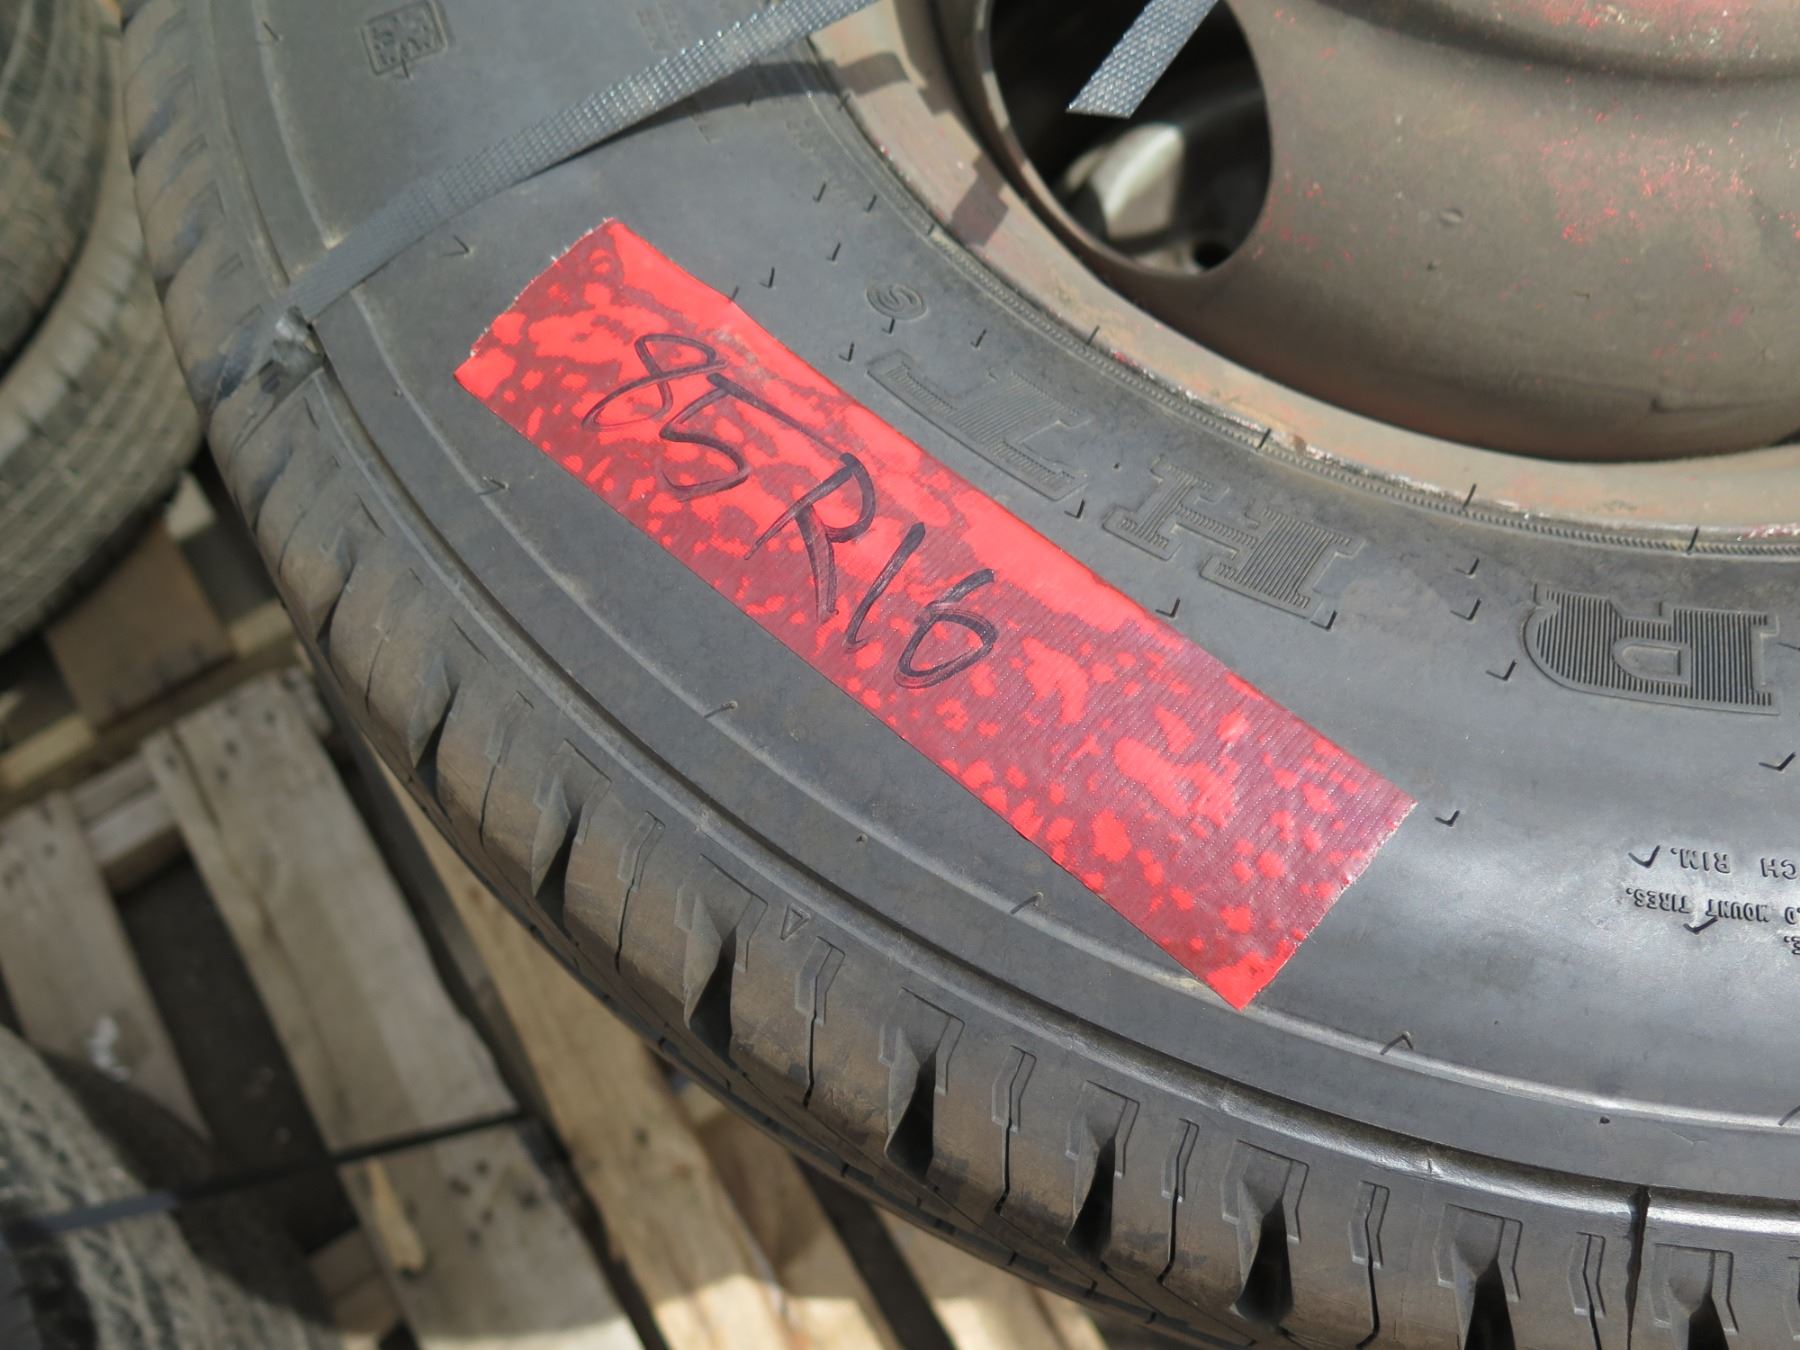 85R16
R HT
CH RIM.
MOUNT TIRES.